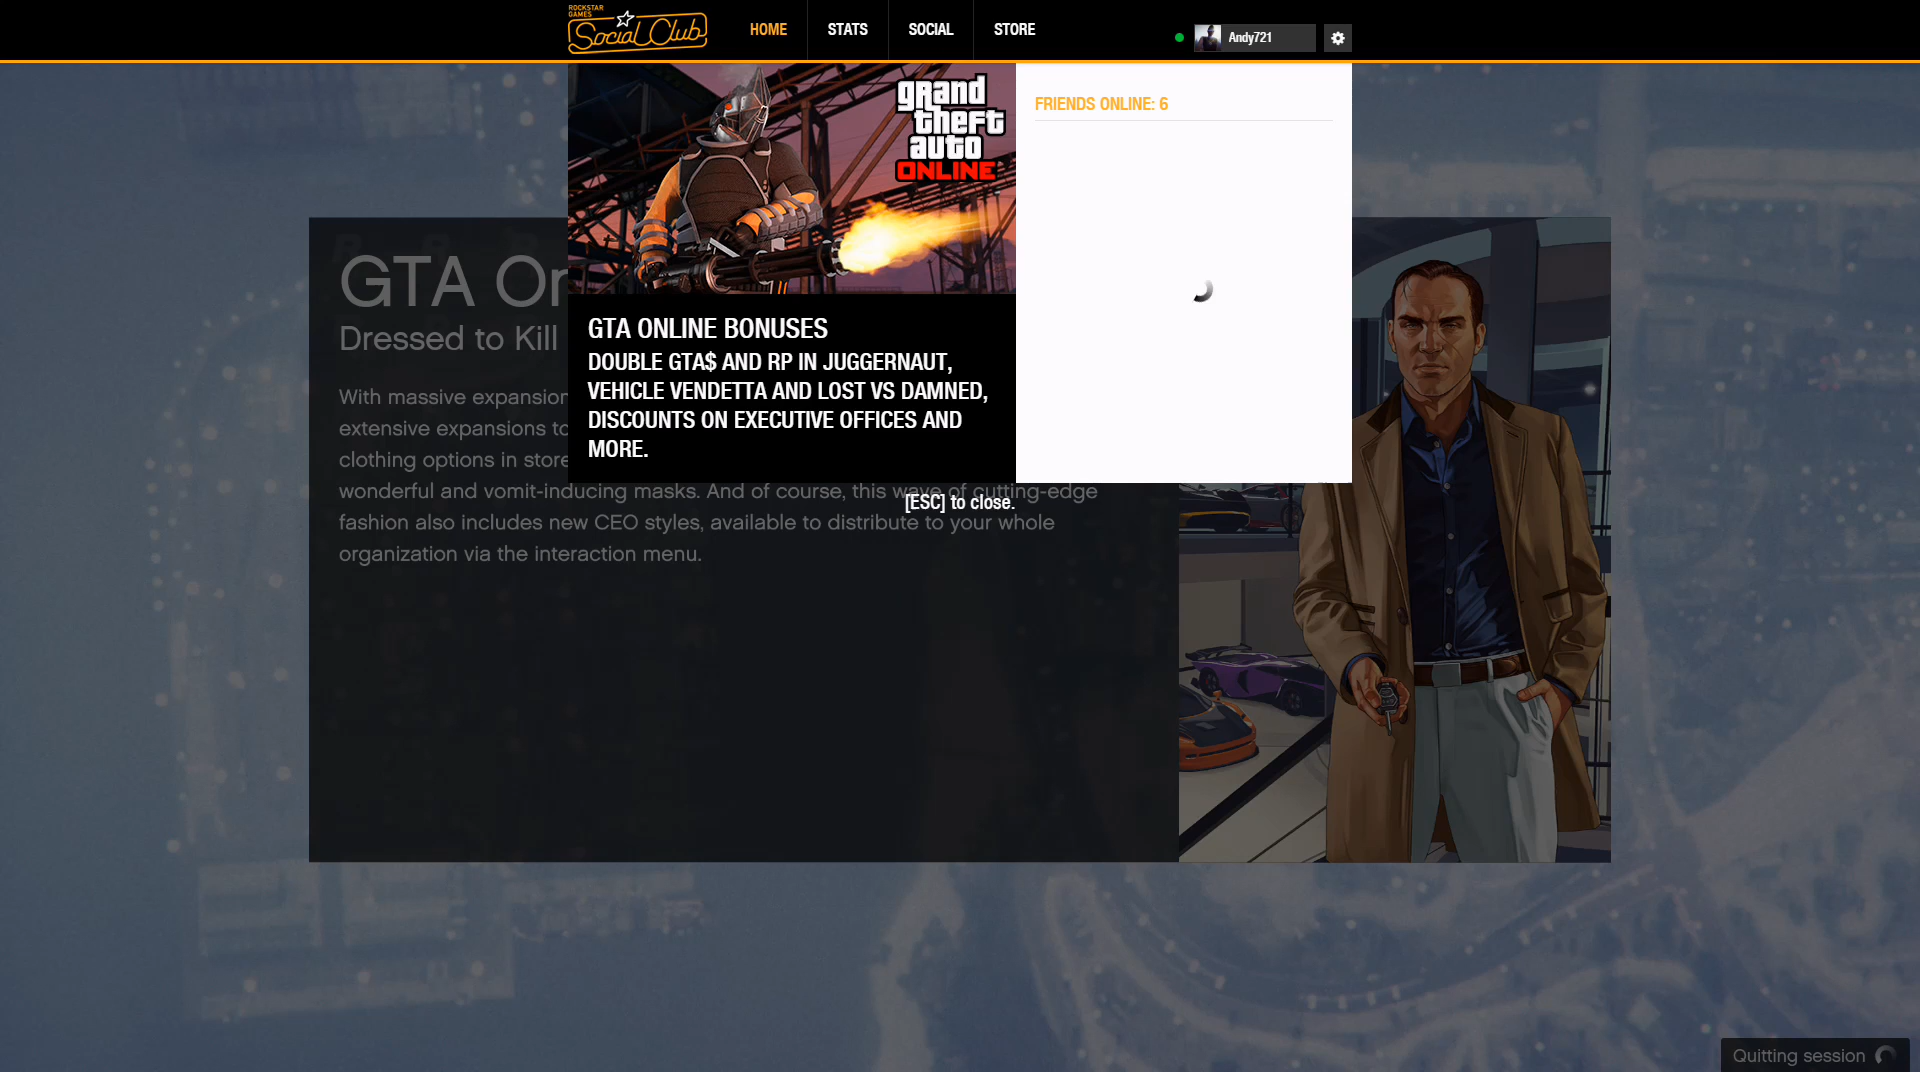 ROCKSTAR
GAMES
Social Club
HOME
STATS
SOCIAL
STORE
Andy721
grand
theft
auto
ONLINE
FRIENDS ONLINE: 6
GTA ONLINE BONUSES
DOUBLE GTA$ AND RP IN JUGGERNAUT,
VEHICLE VENDETTA AND LOST VS DAMNED,
DISCOUNTS ON EXECUTIVE OFFICES AND
MORE.
[ESC] to close.
GTA
Dressed to Kill
With massive
extensive expansions
clothing options in
wonderful and vomit-inducing masks. And of course, this wave of cutting-edge
fashion also includes new CEO styles, available to distribute to your whole
organization via the interaction menu.
Quitting session